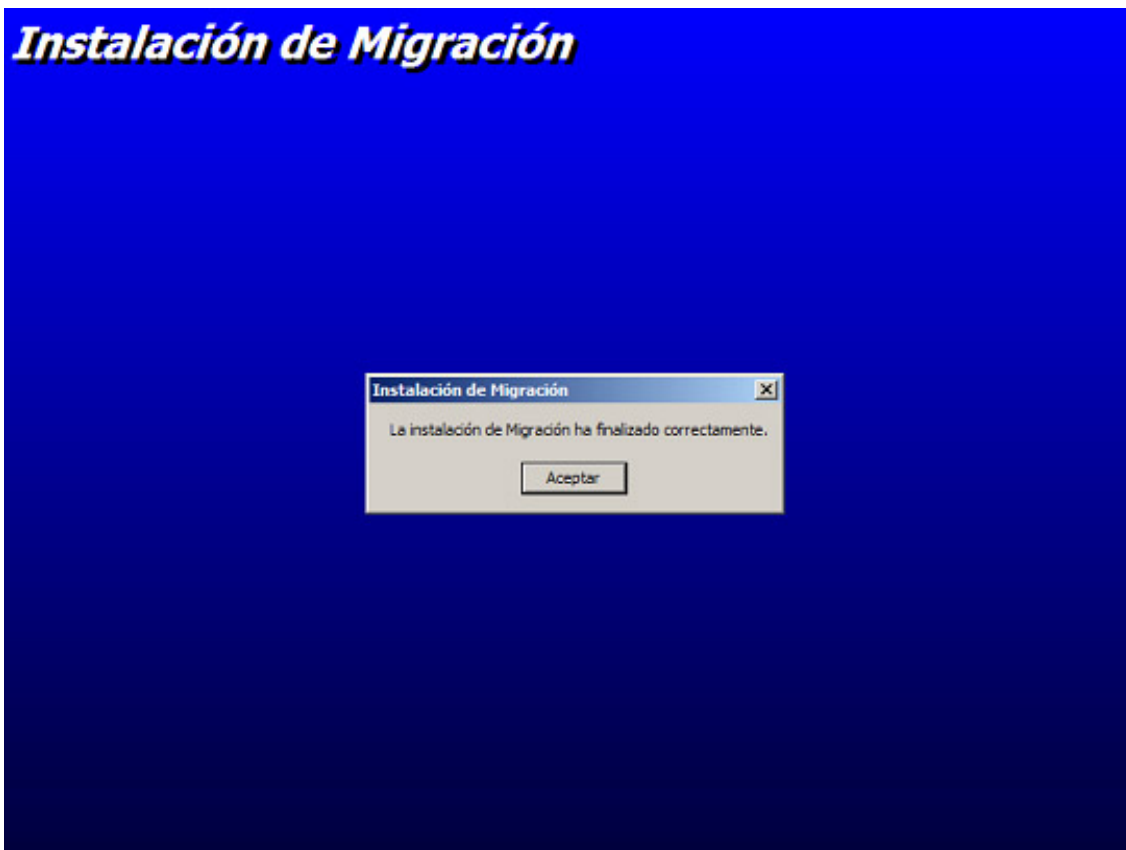 Instalación de Migración
Instalación de Migración
La instalación de Migración ha finalizado correctamente.
Aceptar